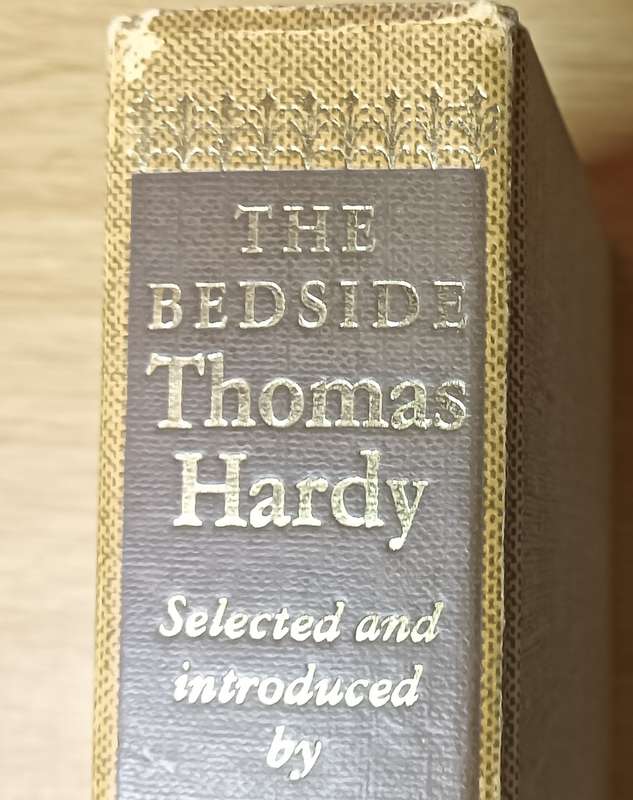 THE
BEDSIDE
Thomas
Hardy
Selected and
introduced
by